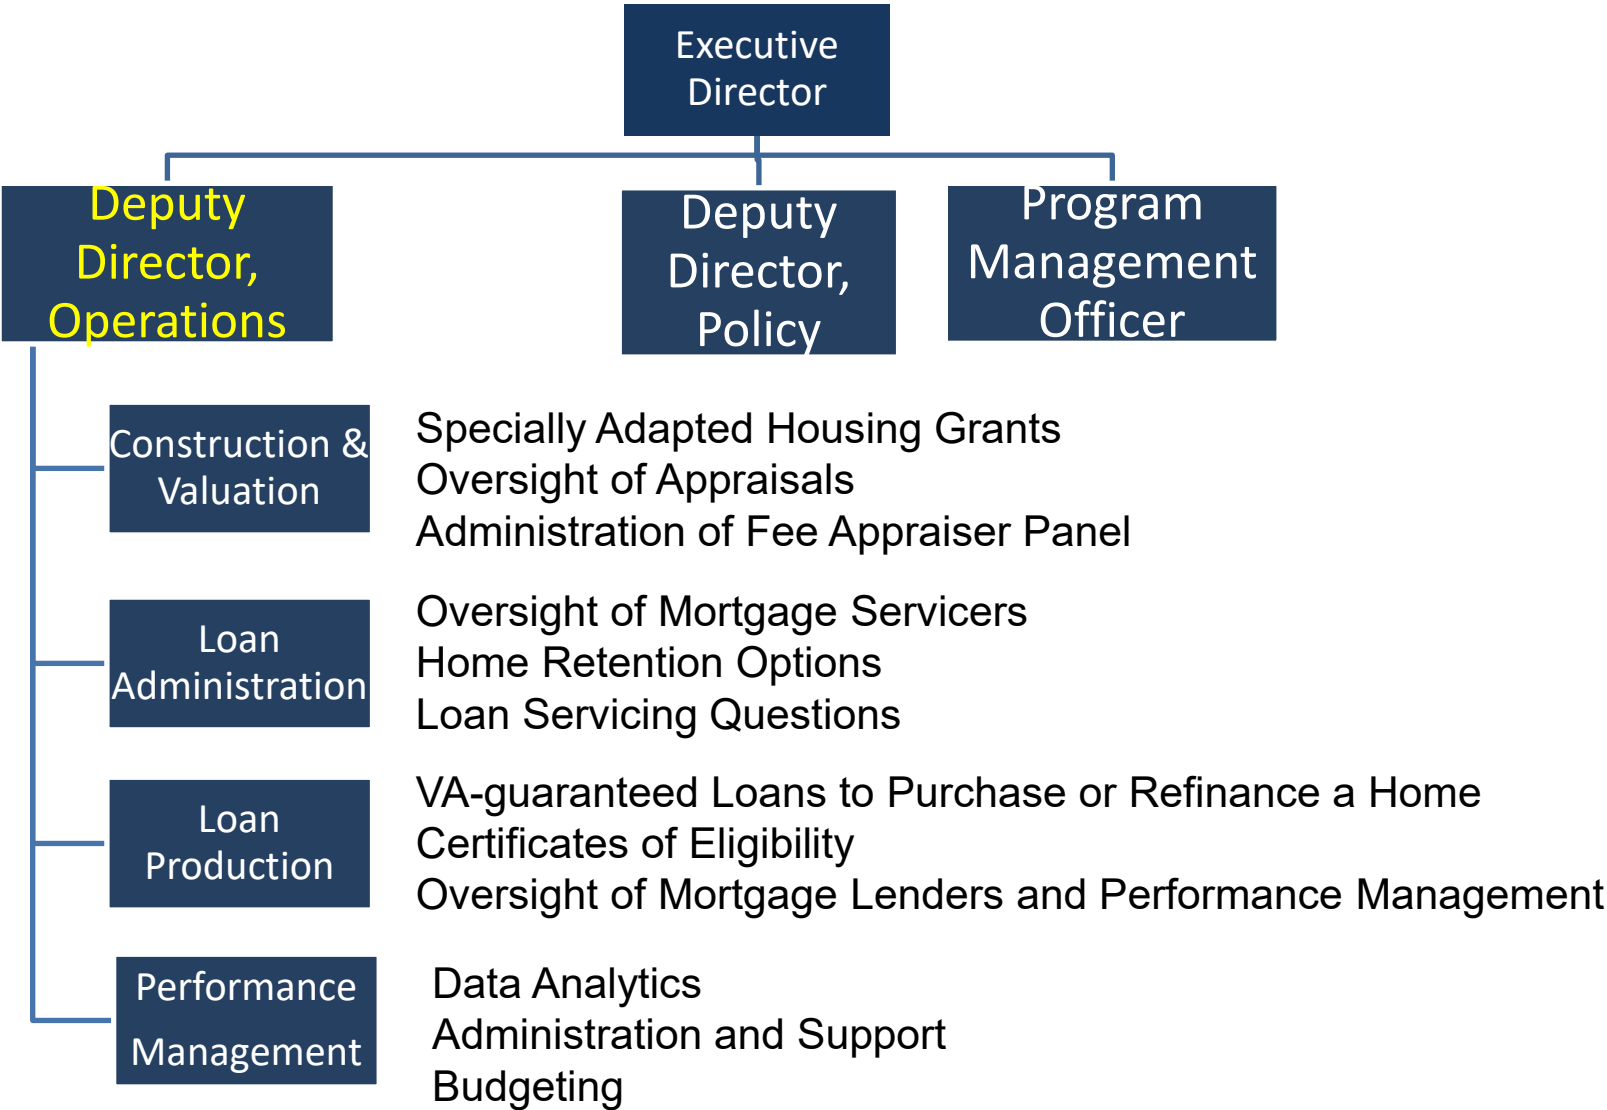 Executive
Director
Deputy
Director,
Operations
Deputy
Director,
Policy
Program
Management
Officer
Construction &
Valuation
Specially Adapted Housing Grants
Oversight of Appraisals
Administration of Fee Appraiser Panel
Loan
Administration
Oversight of Mortgage Servicers
Home Retention Options
Loan Servicing Questions
Loan
Production
VA-guaranteed Loans to Purchase or Refinance a Home
Certificates of Eligibility
Oversight of Mortgage Lenders and Performance Management
Performance
Management
Data Analytics
Administration and Support
Budgeting